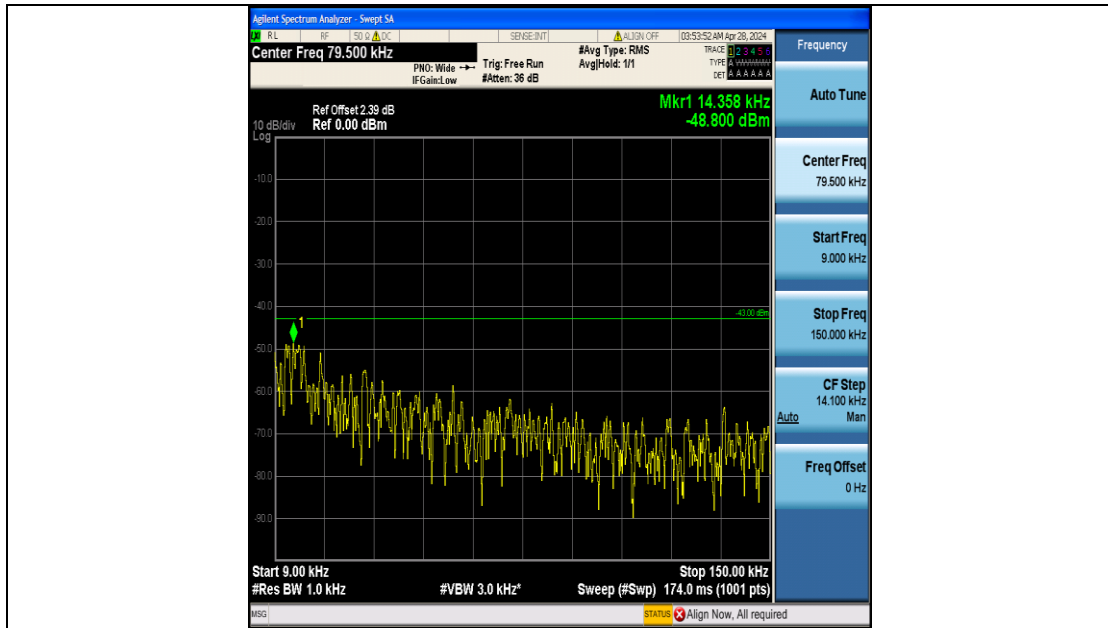 Agilent Spectrum Analyzer - Swept SA
RL RF 50 Ω DC SENSE:INT ALIGN OFF 03:53:52 AM Apr 28, 2024
Center Freq 79.500 kHz
PNO: Wide
IFGain:Low
Trig: Free Run
#Atten: 36 dB
#Avg Type: RMS
Avg|Hold: 1/1
TRACE 1 2 3 4 5 6
TYPE A WWWWW
DET A A A A A A
Ref Offset 2.39 dB
10 dB/div Ref 0.00 dBm
Log
Mkr1 14.358 kHz
-48.800 dBm
-10.0
-20.0
-30.0
-40.0
-43.00 dBm
1
-50.0
-60.0
-70.0
-80.0
-90.0
Start 9.00 kHz Stop 150.00 kHz
#Res BW 1.0 kHz #VBW 3.0 kHz* Sweep (#Swp) 174.0 ms (1001 pts)
MSG STATUS Align Now, All required
Frequency
Auto Tune
Center Freq
79.500 kHz
Start Freq
9.000 kHz
Stop Freq
150.000 kHz
CF Step
14.100 kHz
Auto Man
Freq Offset
0 Hz